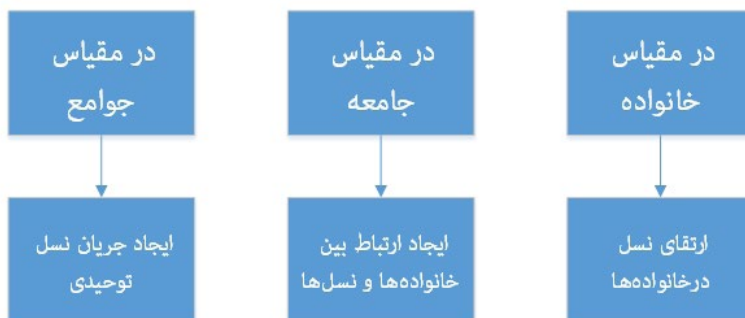 در مقیاس
خانواده
در مقیاس
جامعه
در مقیاس
جوامع
ارتقای نسل
درخانواده‌ها
ایجاد ارتباط بین
خانواده‌ها و نسل‌ها
ایجاد جریان نسل
توحیدی